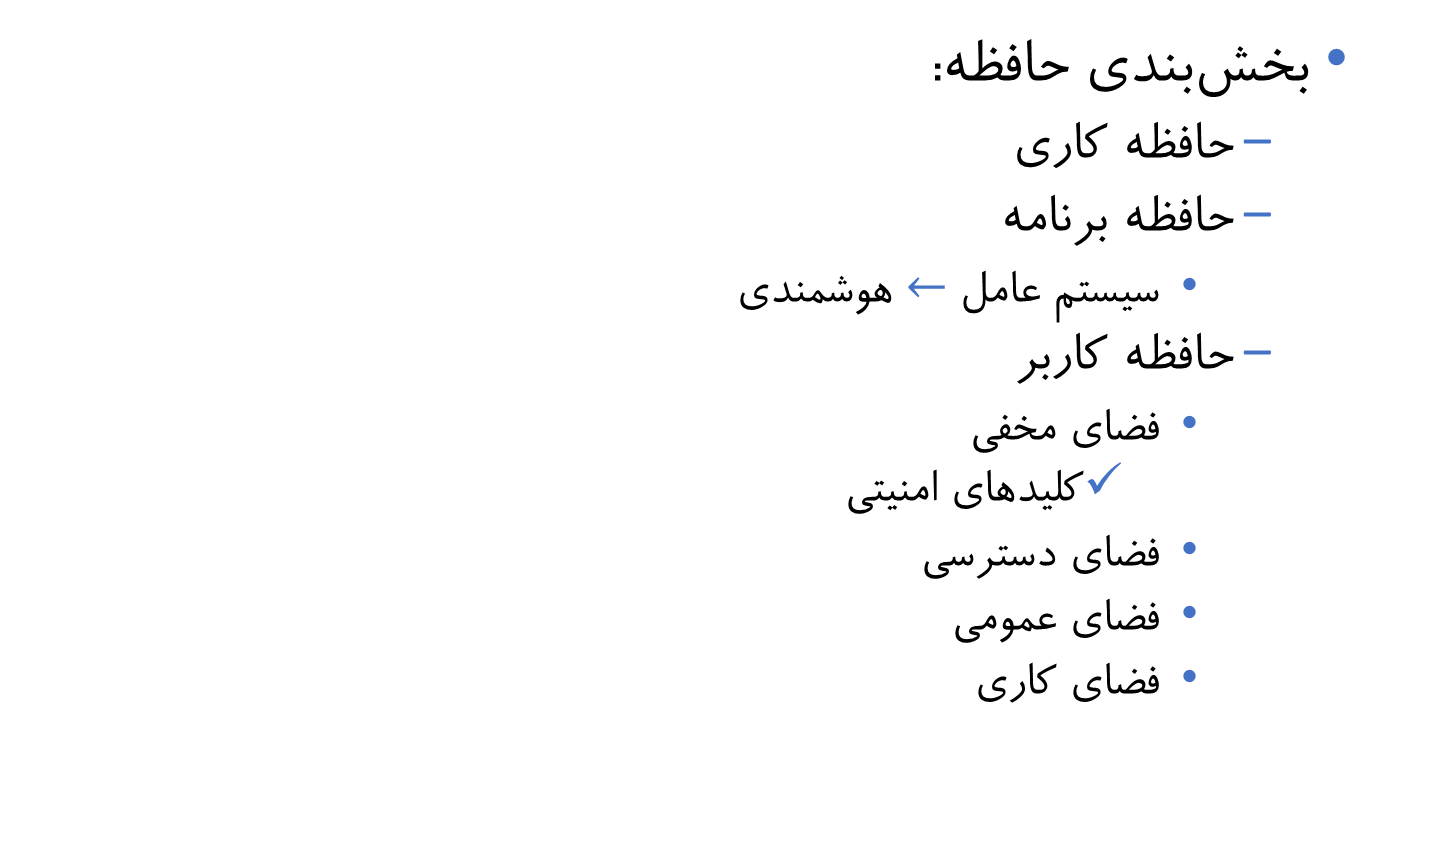 • بخش‌بندی حافظه:
– حافظه کاری
– حافظه برنامه
• سیستم عامل ← هوشمندی
– حافظه کاربر
• فضای مخفی
✓ کلیدهای امنیتی
• فضای دسترسی
• فضای عمومی
• فضای کاری